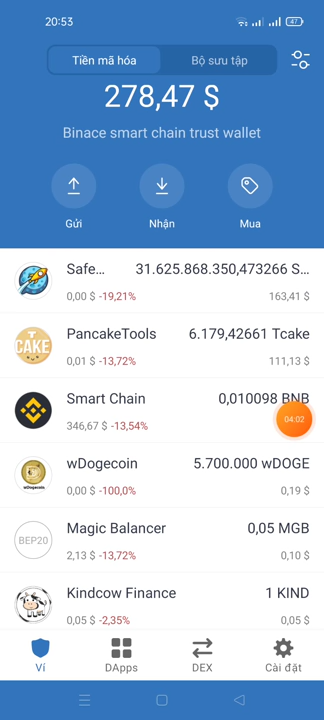 20:53
47
Tiền mã hóa
Bộ sưu tập
278,47 $
Binace smart chain trust wallet
Gửi
Nhận
Mua
Safe... 31.625.868.350,473266 S...
0,00 $ -19,21% 163,41 $
PancakeTools 6.179,42661 Tcake
0,01 $ -13,72% 111,13 $
Smart Chain 0,010098 BNB
346,67 $ -13,54%
04:02
wDogecoin 5.700.000 wDOGE
0,00 $ -100,0% 0,19 $
Magic Balancer 0,05 MGB
2,13 $ -13,72% 0,10 $
Kindcow Finance 1 KIND
0,05 $ -2,35% 0,05 $
T CAKE
wDogecoin
BEP20
Ví
DApps
DEX
Cài đặt